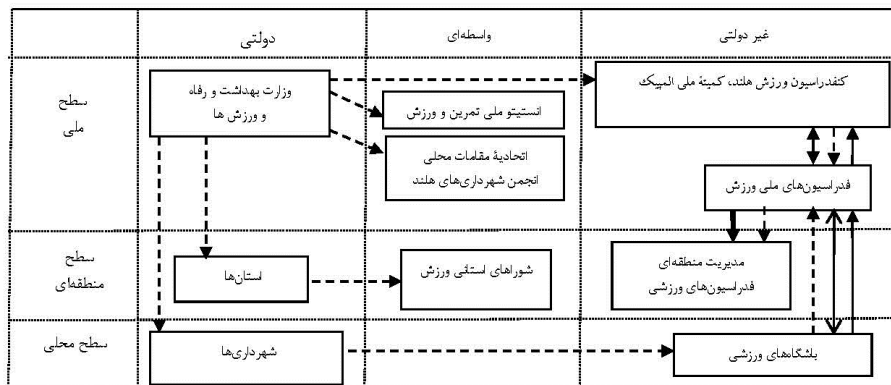 غیر دولتی
واسطه‌ای
دولتی
سطح
ملی
وزارت بهداشت و رفاه
و ورزش ها
کنفدراسیون ورزش هلند، کمیتۀ ملی المپیک
انستیتو ملی تمرین و ورزش
اتحادیۀ مقامات محلی
انجمن شهرداری‌های هلند
فدراسیون‌های ملی ورزش
سطح
منطقه‌ای
استان‌ها
شوراهای استانی ورزش
مدیریت منطقه‌ای
فدراسیون‌های ورزشی
سطح محلی
شهرداری‌ها
باشگاه‌های ورزشی